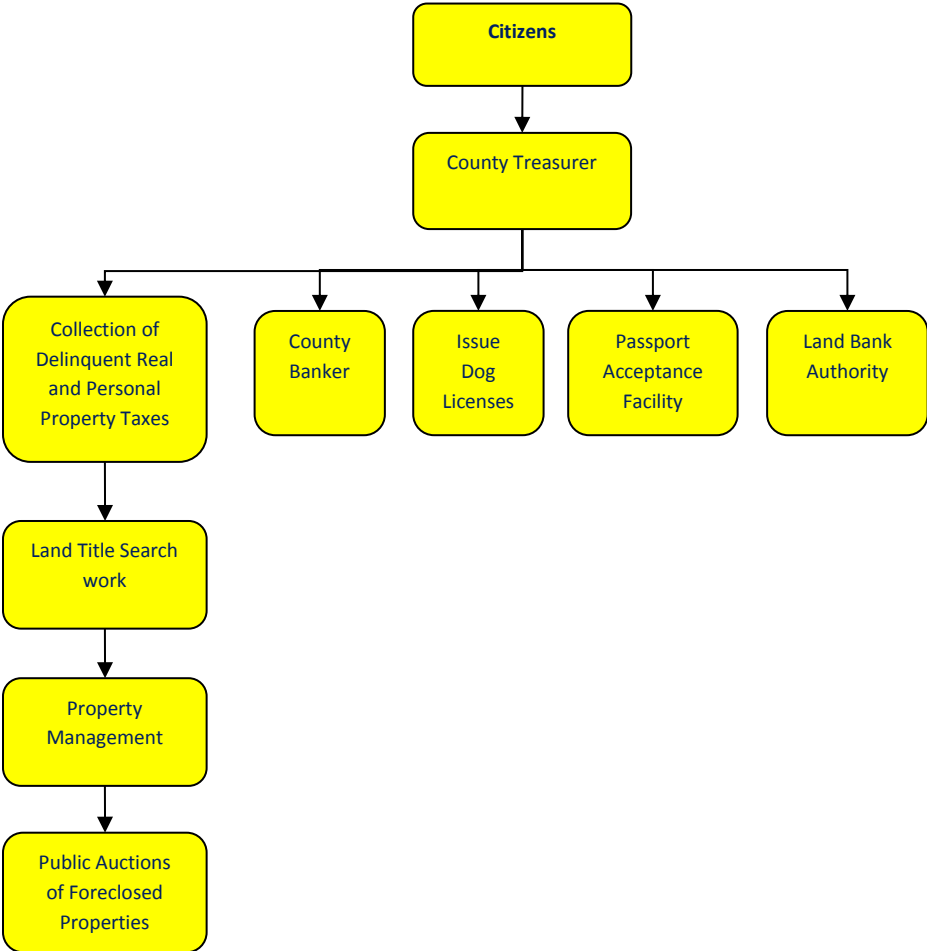 Citizens
County Treasurer
Collection of
Delinquent Real
and Personal
Property Taxes
County
Banker
Issue
Dog
Licenses
Passport
Acceptance
Facility
Land Bank
Authority
Land Title Search
work
Property
Management
Public Auctions
of Foreclosed
Properties